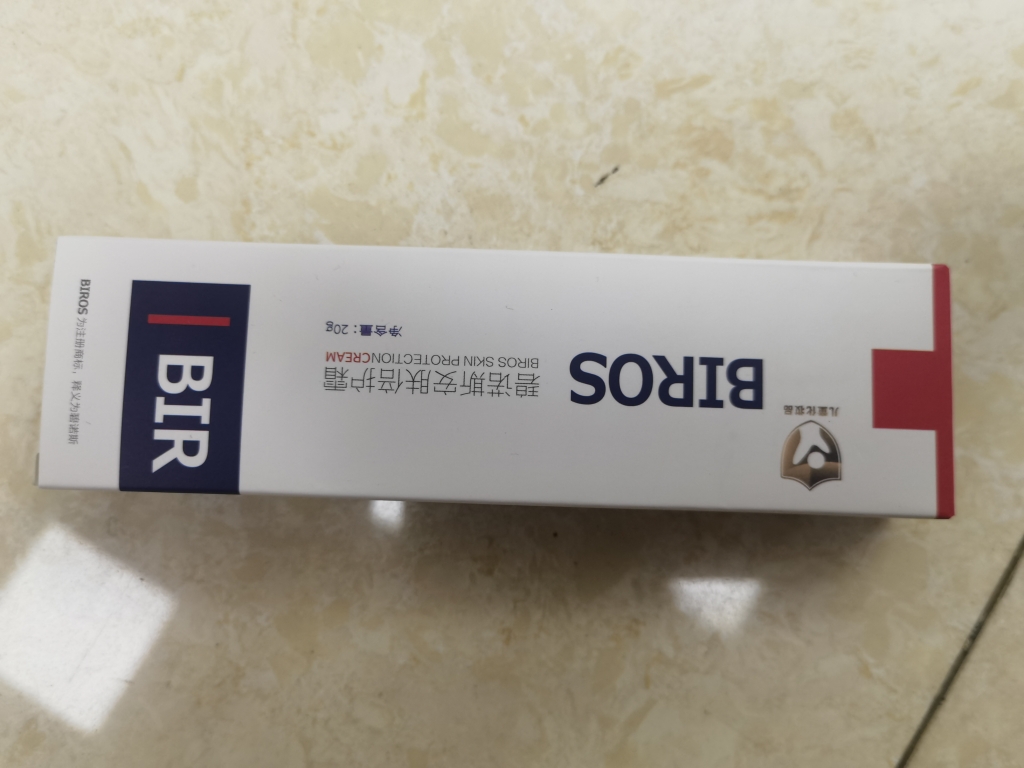 儿童化妆品
BIROS
碧诺斯安肤倍护霜
BIROS SKIN PROTECTIONCREAM
净含量：20g
BIR
BIROS 为注册商标，释义为碧诺斯